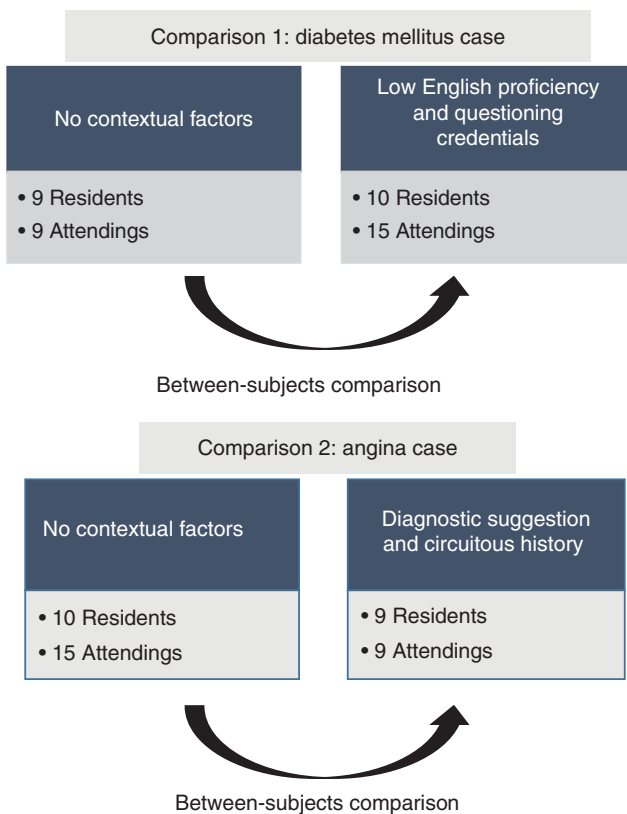 Comparison 1: diabetes mellitus case
No contextual factors
Low English proficiency
and questioning
credentials
• 9 Residents
• 9 Attendings
• 10 Residents
• 15 Attendings
Between-subjects comparison
Comparison 2: angina case
No contextual factors
Diagnostic suggestion
and circuitous history
• 10 Residents
• 15 Attendings
• 9 Residents
• 9 Attendings
Between-subjects comparison